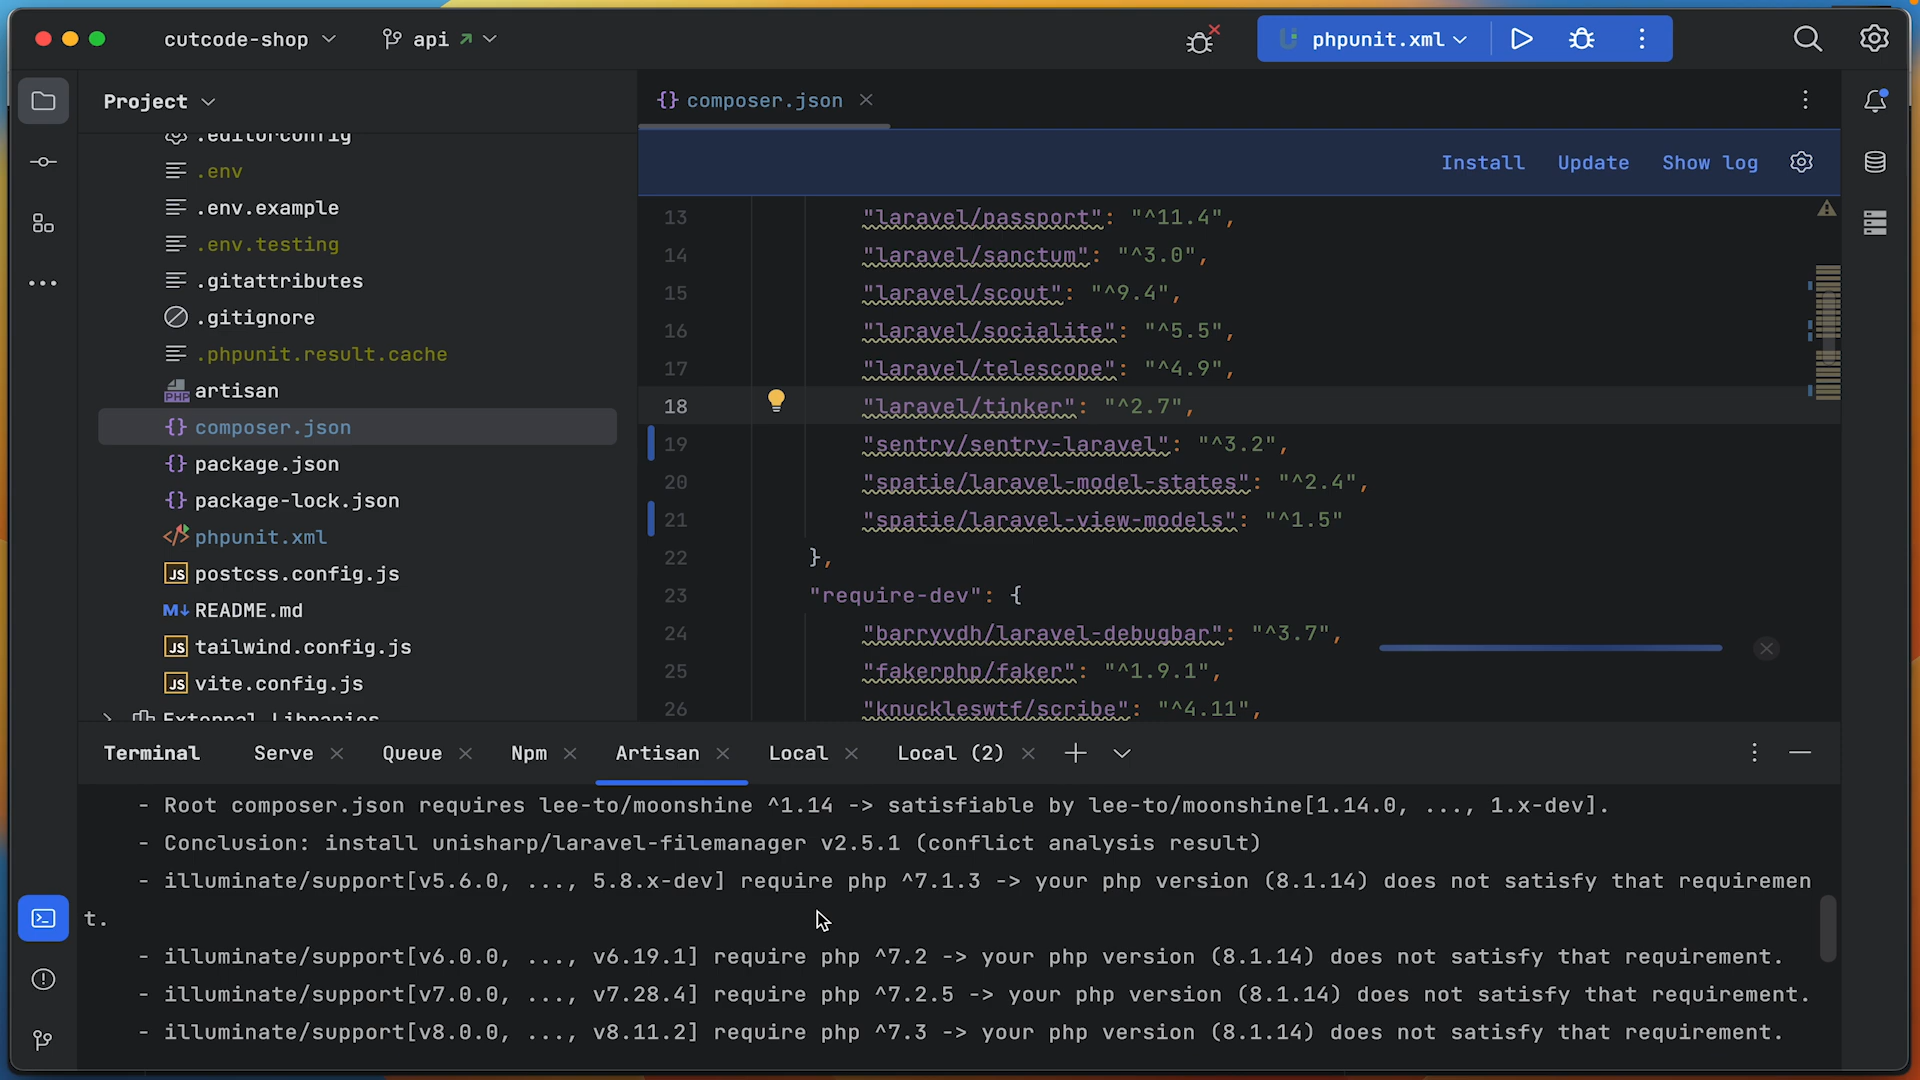 cutcode-shop
api
phpunit.xml
Project
composer.json
.editorconfig
.env
.env.example
.env.testing
.gitattributes
.gitignore
.phpunit.result.cache
artisan
composer.json
package.json
package-lock.json
phpunit.xml
postcss.config.js
README.md
tailwind.config.js
vite.config.js
External Libraries
Install Update Show log
13 "laravel/passport": "^11.4",
14 "laravel/sanctum": "^3.0",
15 "laravel/scout": "^9.4",
16 "laravel/socialite": "^5.5",
17 "laravel/telescope": "^4.9",
18 "laravel/tinker": "^2.7",
19 "sentry/sentry-laravel": "^3.2",
20 "spatie/laravel-model-states": "^2.4",
21 "spatie/laravel-view-models": "^1.5"
22 },
23 "require-dev": {
24 "barryvdh/laravel-debugbar": "^3.7",
25 "fakerphp/faker": "^1.9.1",
26 "knuckleswtf/scribe": "^4.11",
Terminal Serve Queue Npm Artisan Local Local (2)
- Root composer.json requires lee-to/moonshine ^1.14 -> satisfiable by lee-to/moonshine[1.14.0, ..., 1.x-dev].
- Conclusion: install unisharp/laravel-filemanager v2.5.1 (conflict analysis result)
- illuminate/support[v5.6.0, ..., 5.8.x-dev] require php ^7.1.3 -> your php version (8.1.14) does not satisfy that requiremen
t.
- illuminate/support[v6.0.0, ..., v6.19.1] require php ^7.2 -> your php version (8.1.14) does not satisfy that requirement.
- illuminate/support[v7.0.0, ..., v7.28.4] require php ^7.2.5 -> your php version (8.1.14) does not satisfy that requirement.
- illuminate/support[v8.0.0, ..., v8.11.2] require php ^7.3 -> your php version (8.1.14) does not satisfy that requirement.